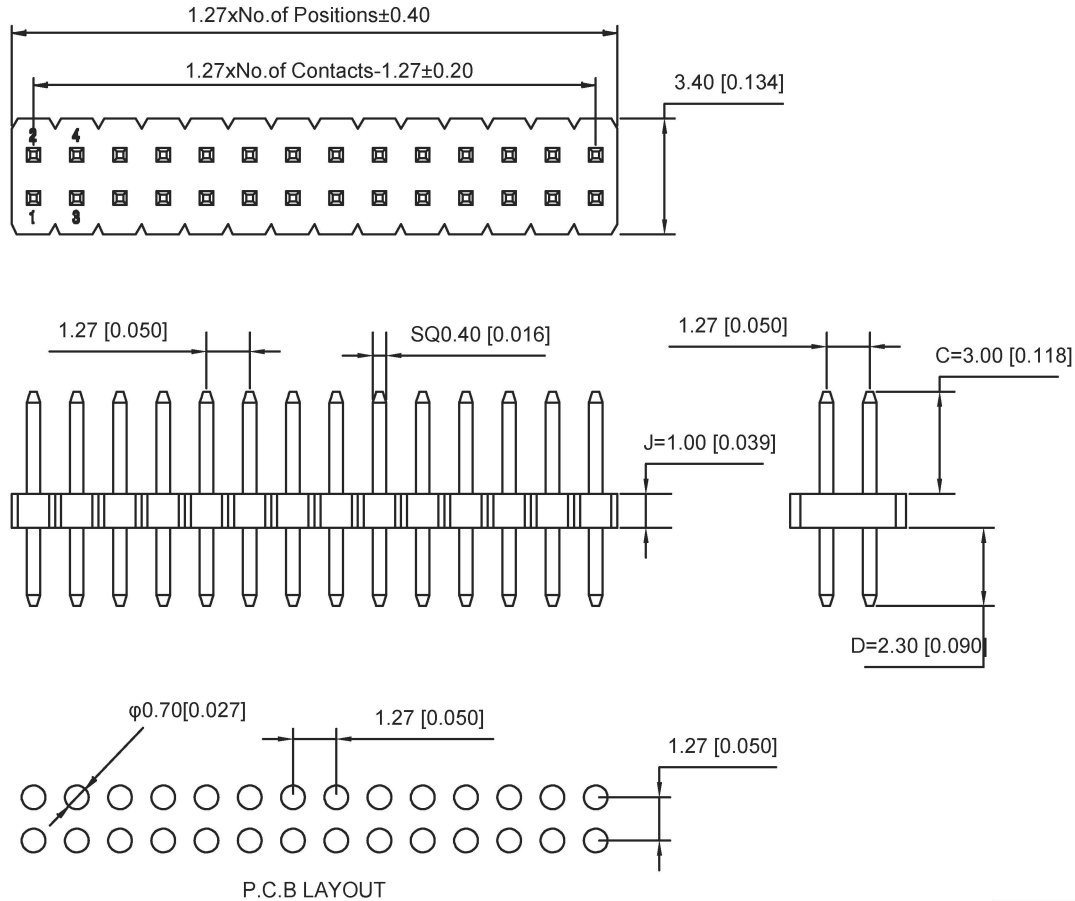 1.27xNo.of Positions±0.40
1.27xNo.of Contacts-1.27±0.20
3.40 [0.134]
2 4
1 3
1.27 [0.050]
SQ0.40 [0.016]
1.27 [0.050]
C=3.00 [0.118]
J=1.00 [0.039]
D=2.30 [0.090]
φ0.70[0.027]
1.27 [0.050]
1.27 [0.050]
P.C.B LAYOUT